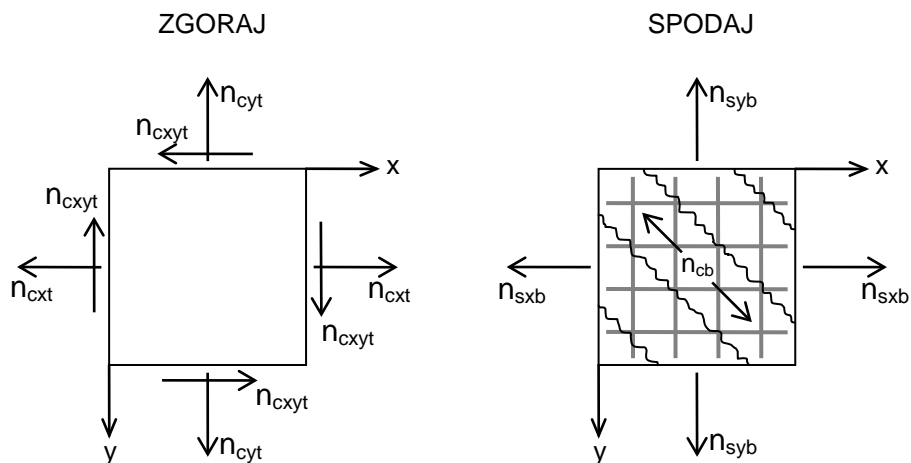 ZGORAJ
SPODAJ
n_cyt
n_cxyt
x
n_cxyt
n_cxt
n_cxt
n_cxyt
n_cxyt
y
n_cyt
n_syb
x
n_cb
n_sxb
n_sxb
y
n_syb